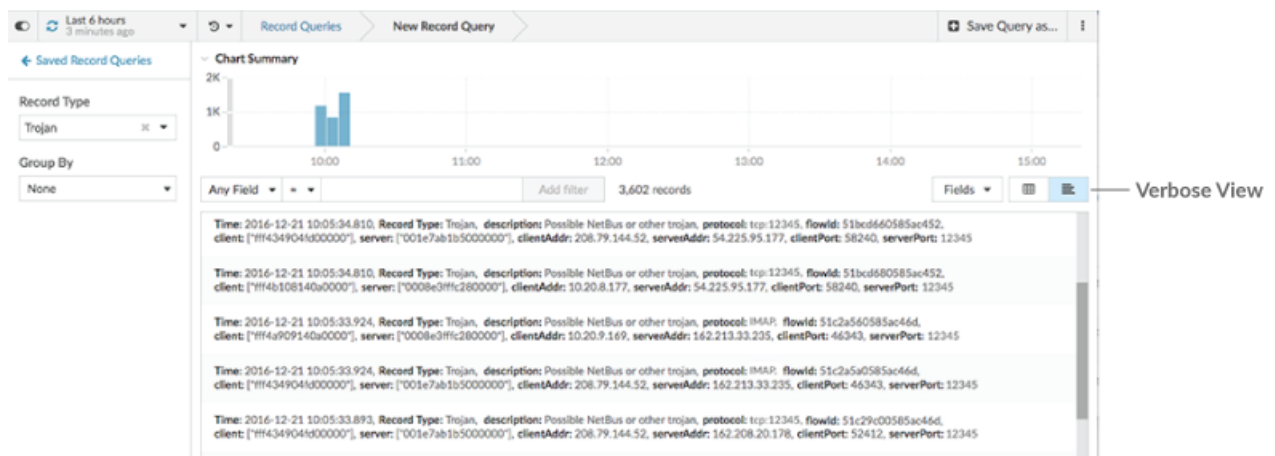 Last 6 hours
3 minutes ago
Record Queries
New Record Query
Save Query as...
Saved Record Queries
Chart Summary
2K
1K
0
10:00 11:00 12:00 13:00 14:00 15:00
Record Type
Trojan
Group By
None
Any Field = Add filter 3,602 records Fields
Verbose View
Time: 2016-12-21 10:05:34.810, Record Type: Trojan, description: Possible NetBus or other trojan, protocol: tcp:12345, flowId: 51bcd660585ac452,
client: ["fff434904fd00000"], server: ["001e7ab1b5000000"], clientAddr: 208.79.144.52, serverAddr: 54.225.95.177, clientPort: 58240, serverPort: 12345
Time: 2016-12-21 10:05:34.810, Record Type: Trojan, description: Possible NetBus or other trojan, protocol: tcp:12345, flowId: 51bcd680585ac452,
client: ["fff4b108140a0000"], server: ["0008e3fffc280000"], clientAddr: 10.20.8.177, serverAddr: 54.225.95.177, clientPort: 58240, serverPort: 12345
Time: 2016-12-21 10:05:33.924, Record Type: Trojan, description: Possible NetBus or other trojan, protocol: IMAP, flowId: 51c2a560585ac46d,
client: ["fff4a909140a0000"], server: ["0008e3fffc280000"], clientAddr: 10.20.9.169, serverAddr: 162.213.33.235, clientPort: 46343, serverPort: 12345
Time: 2016-12-21 10:05:33.924, Record Type: Trojan, description: Possible NetBus or other trojan, protocol: IMAP, flowId: 51c2a5a0585ac46d,
client: ["fff434904fd00000"], server: ["001e7ab1b5000000"], clientAddr: 208.79.144.52, serverAddr: 162.213.33.235, clientPort: 46343, serverPort: 12345
Time: 2016-12-21 10:05:33.893, Record Type: Trojan, description: Possible NetBus or other trojan, protocol: tcp:12345, flowId: 51c29c00585ac46d,
client: ["fff434904fd00000"], server: ["001e7ab1b5000000"], clientAddr: 208.79.144.52, serverAddr: 162.208.20.178, clientPort: 52412, serverPort: 12345